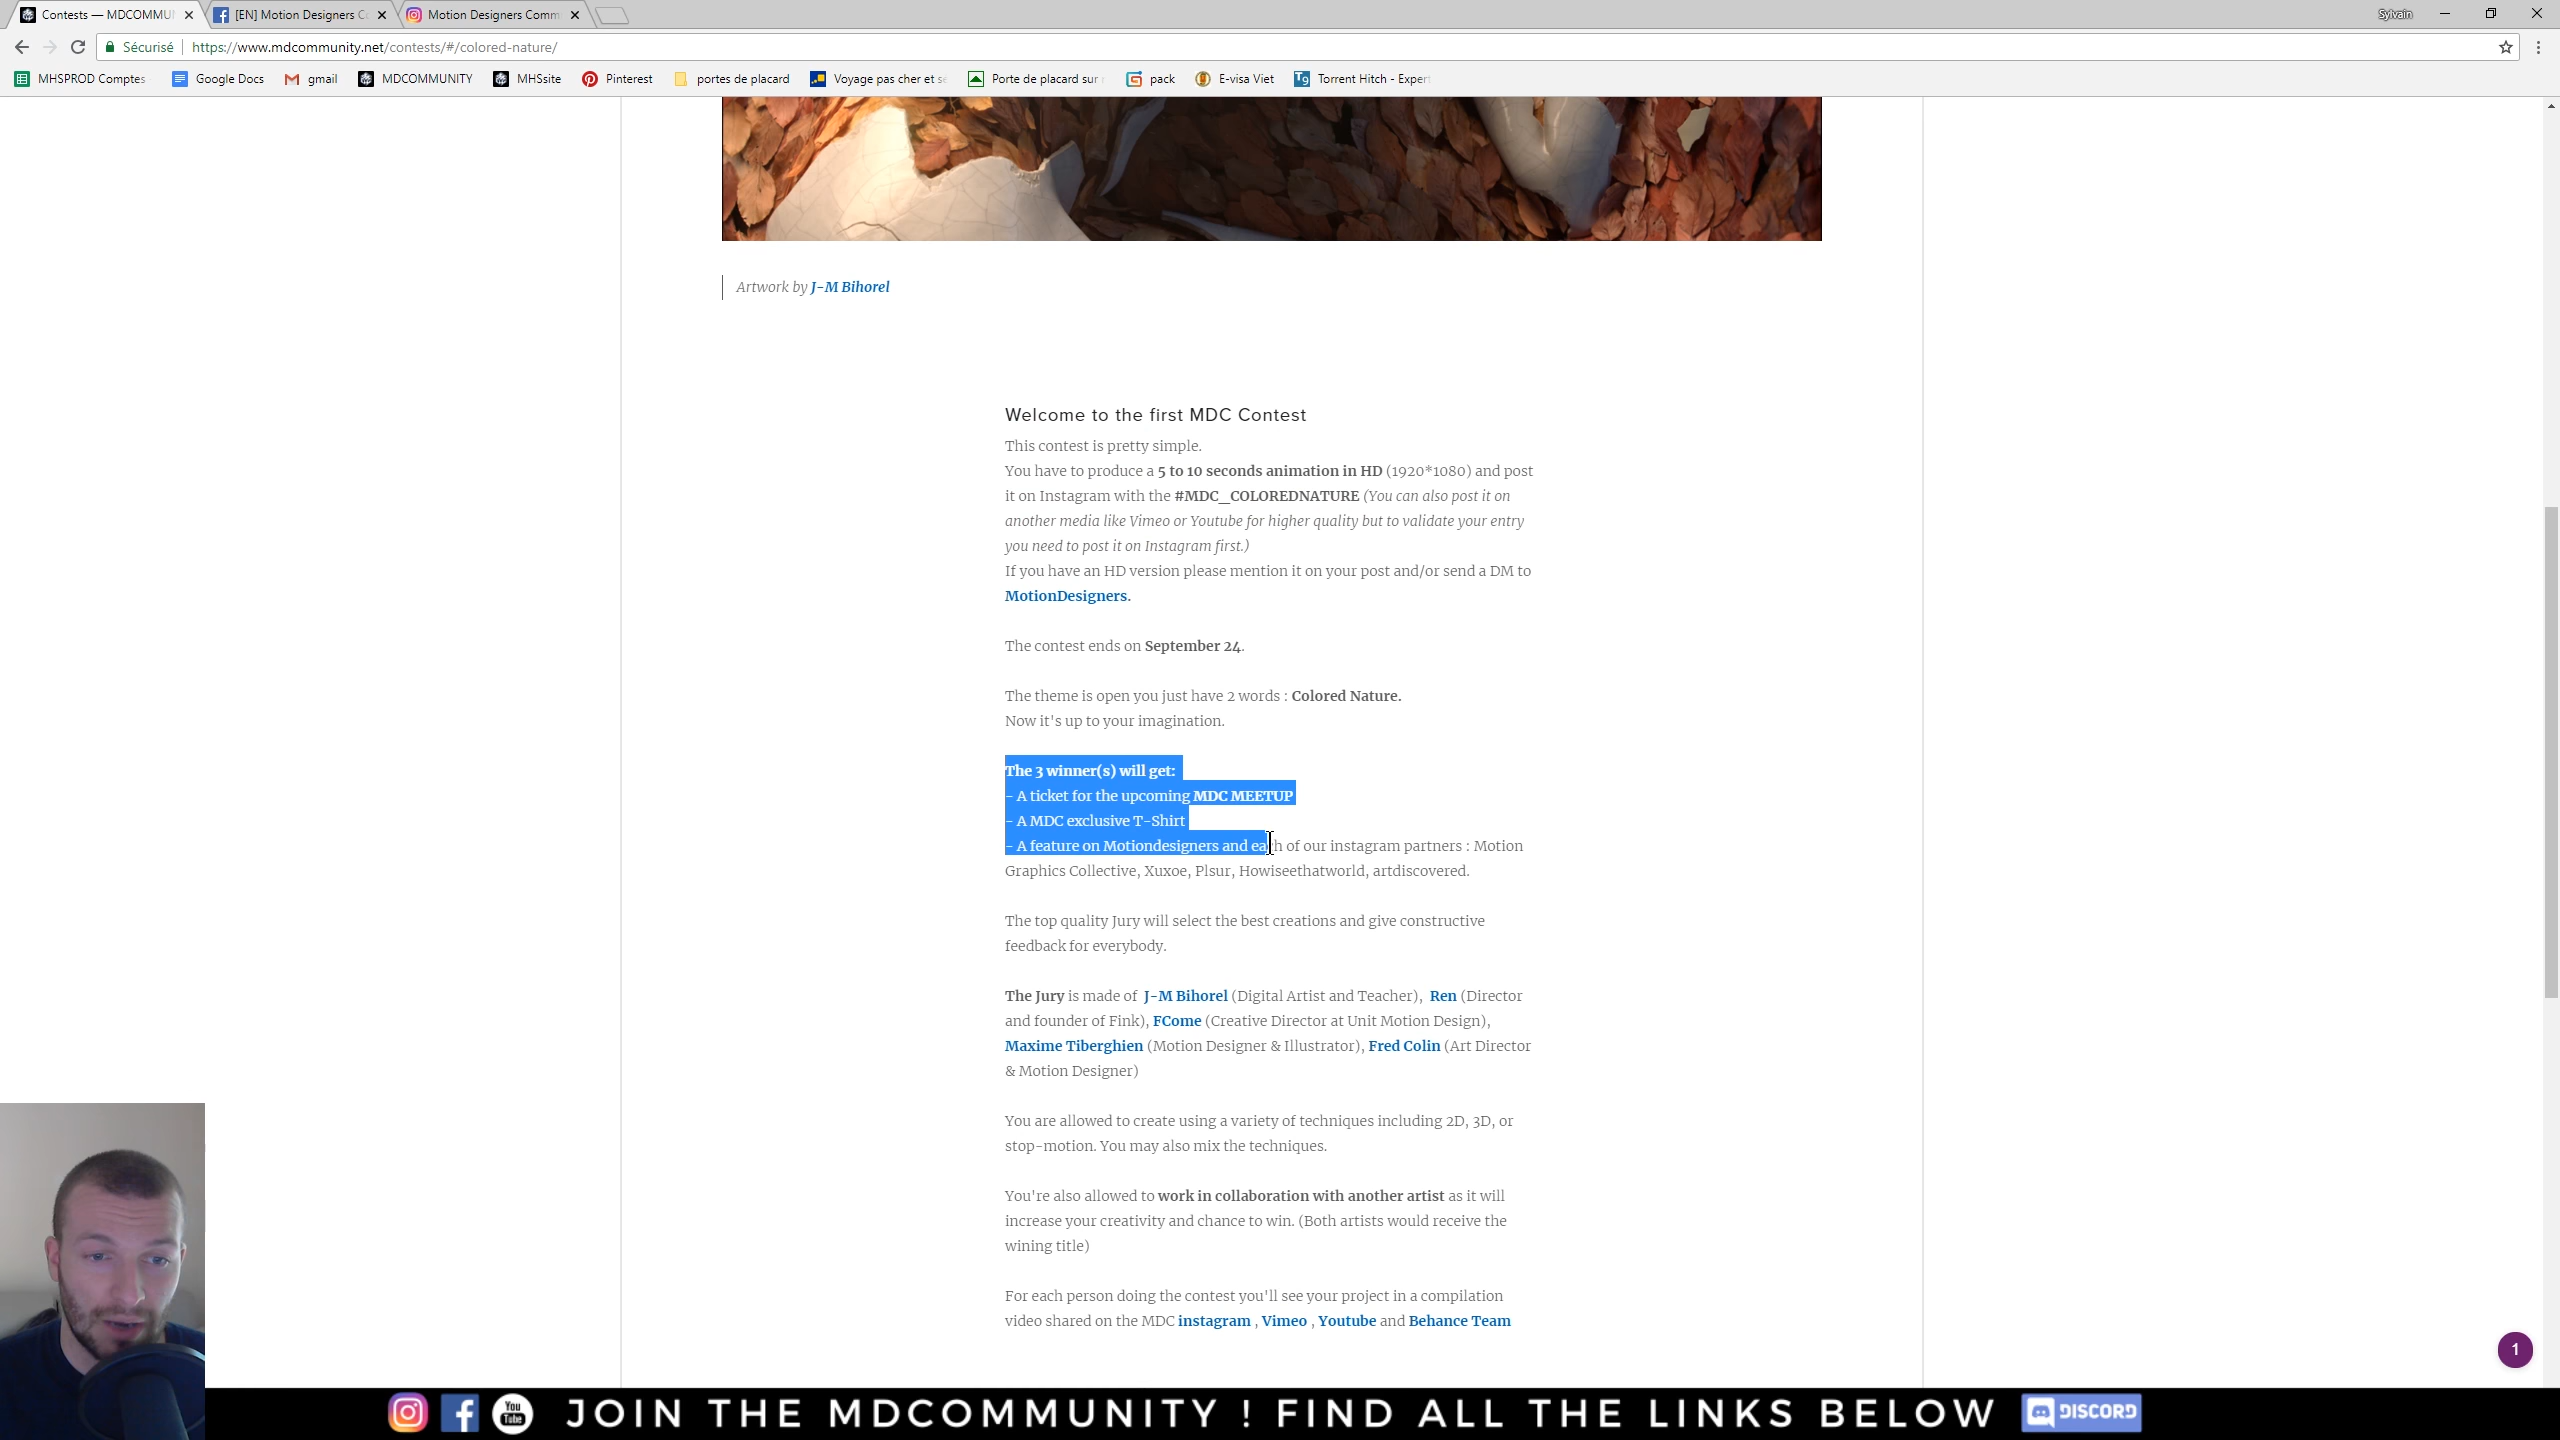 Contests — MDCOMMU
[EN] Motion Designers C
Motion Designers Comm
Sylvain
Sécurisé
https://www.mdcommunity.net/contests/#/colored-nature/
MHSPROD Comptes
Google Docs
gmail
MDCOMMUNITY
MHSsite
Pinterest
portes de placard
Voyage pas cher et s
Porte de placard sur
pack
E-visa Viet
Torrent Hitch - Exper
Artwork by J-M Bihorel
Welcome to the first MDC Contest
This contest is pretty simple.
You have to produce a 5 to 10 seconds animation in HD (1920*1080) and post
it on Instagram with the #MDC_COLOREDNATURE (You can also post it on
another media like Vimeo or Youtube for higher quality but to validate your entry
you need to post it on Instagram first.)
If you have an HD version please mention it on your post and/or send a DM to
MotionDesigners.
The contest ends on September 24.
The theme is open you just have 2 words : Colored Nature.
Now it's up to your imagination.
The 3 winner(s) will get:
- A ticket for the upcoming MDC MEETUP
- A MDC exclusive T-Shirt
- A feature on Motiondesigners and each of our instagram partners : Motion
Graphics Collective, Xuxoe, Plsur, Howiseethatworld, artdiscovered.
The top quality Jury will select the best creations and give constructive
feedback for everybody.
The Jury is made of J-M Bihorel (Digital Artist and Teacher), Ren (Director
and founder of Fink), FCome (Creative Director at Unit Motion Design),
Maxime Tiberghien (Motion Designer & Illustrator), Fred Colin (Art Director
& Motion Designer)
You are allowed to create using a variety of techniques including 2D, 3D, or
stop-motion. You may also mix the techniques.
You're also allowed to work in collaboration with another artist as it will
increase your creativity and chance to win. (Both artists would receive the
wining title)
For each person doing the contest you'll see your project in a compilation
video shared on the MDC instagram , Vimeo , Youtube and Behance Team
1
You Tube JOIN THE MDCOMMUNITY ! FIND ALL THE LINKS BELOW DISCORD